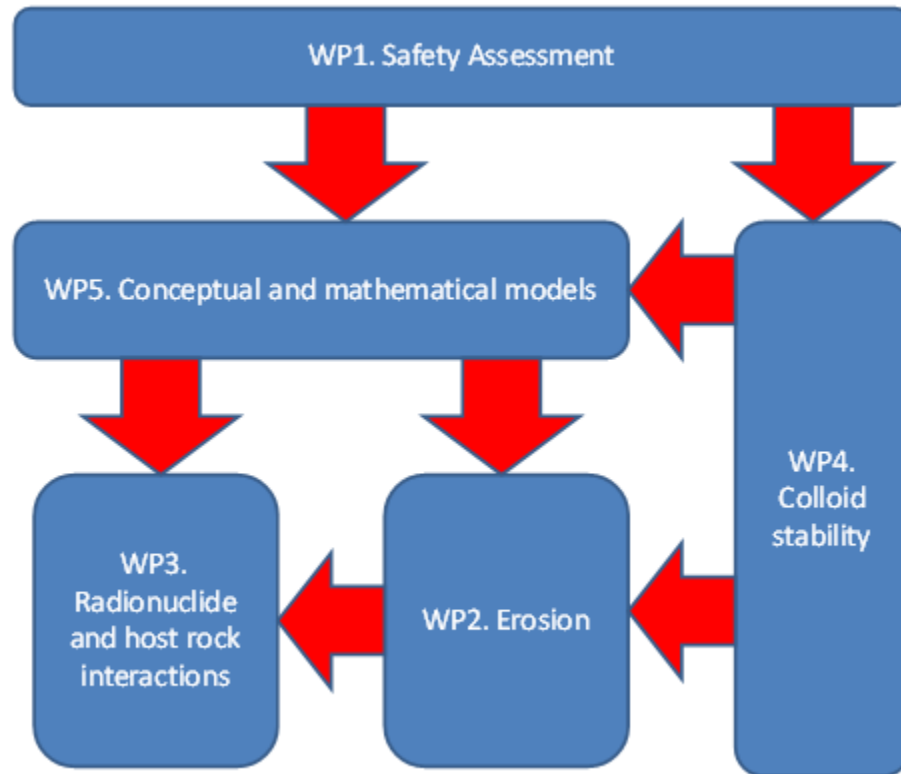 WP1. Safety Assessment
WP5. Conceptual and mathematical models
WP4.
Colloid
stability
WP3.
Radionuclide
and host rock
interactions
WP2. Erosion